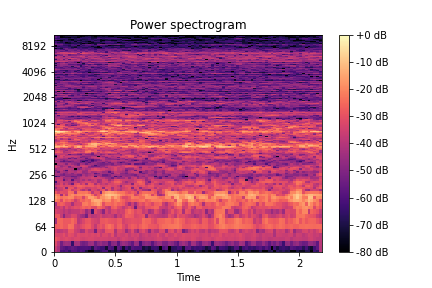 Power spectrogram
8192
4096
2048
1024
512
256
128
64
0
Hz
0
0.5
1
1.5
2
Time
+0 dB
-10 dB
-20 dB
-30 dB
-40 dB
-50 dB
-60 dB
-70 dB
-80 dB